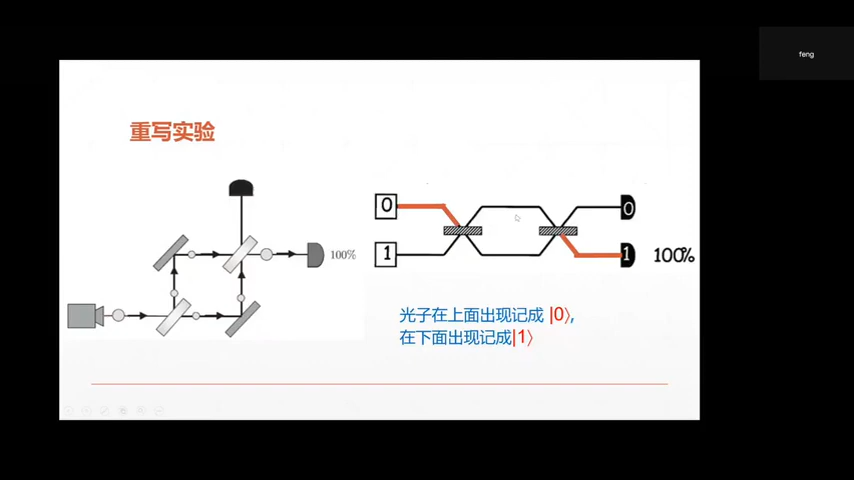 feng
重写实验
0
0
1
1
100%
100%
光子在上面出现记成 |0⟩,
在下面出现记成|1⟩